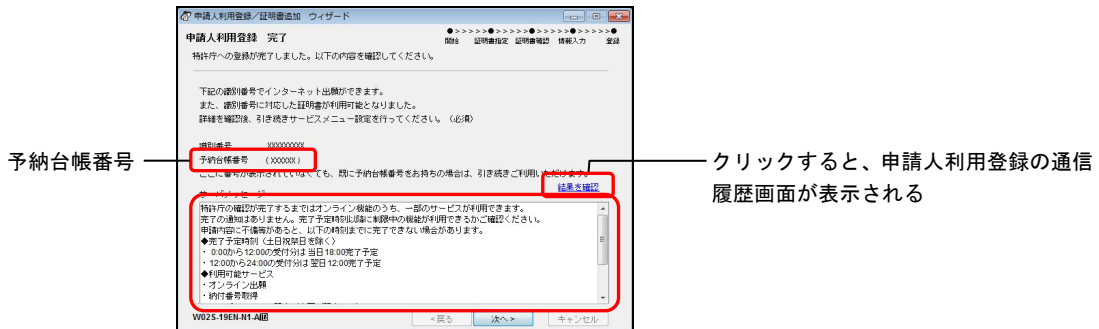 申請人利用登録／証明書追加　ウィザード
申請人利用登録　完了
●>>>>>●>>>>>●>>>>>●>>>>>●
開始　証明書指定　証明書確認　情報入力　登録
特許庁への登録が完了しました。以下の内容を確認してください。
下記の識別番号でインターネット出願ができます。
また、識別番号に対応した証明書が利用可能となりました。
詳細を確認後、引き続きサービスメニュー設定を行ってください。（必須）
識別番号　XXXXXXXXX
予納台帳番号
予納台帳番号　（XXXXXX）
クリックすると、申請人利用登録の通信
履歴画面が表示される
ここに番号が表示されていなくても、既に予納台帳番号をお持ちの場合は、引き続きご利用いただけます。
結果を確認
サーバメッセージ
特許庁の確認が完了するまではオンライン機能のうち、一部のサービスが利用できます。
完了の通知はありません。完了予定時刻以降に制限中の機能が利用できるかご確認ください。
申請内容に不備等があると、以下の時刻までに完了できない場合があります。
◆完了予定時刻（土日祝祭日を除く）
・ 0:00から12:00の受付分は当日18:00完了予定
・12:00から24:00の受付分は翌日12:00完了予定
◆利用可能サービス
・オンライン出願
・納付番号取得
W02S-19EN-N1-A
<戻る　次へ>　キャンセル